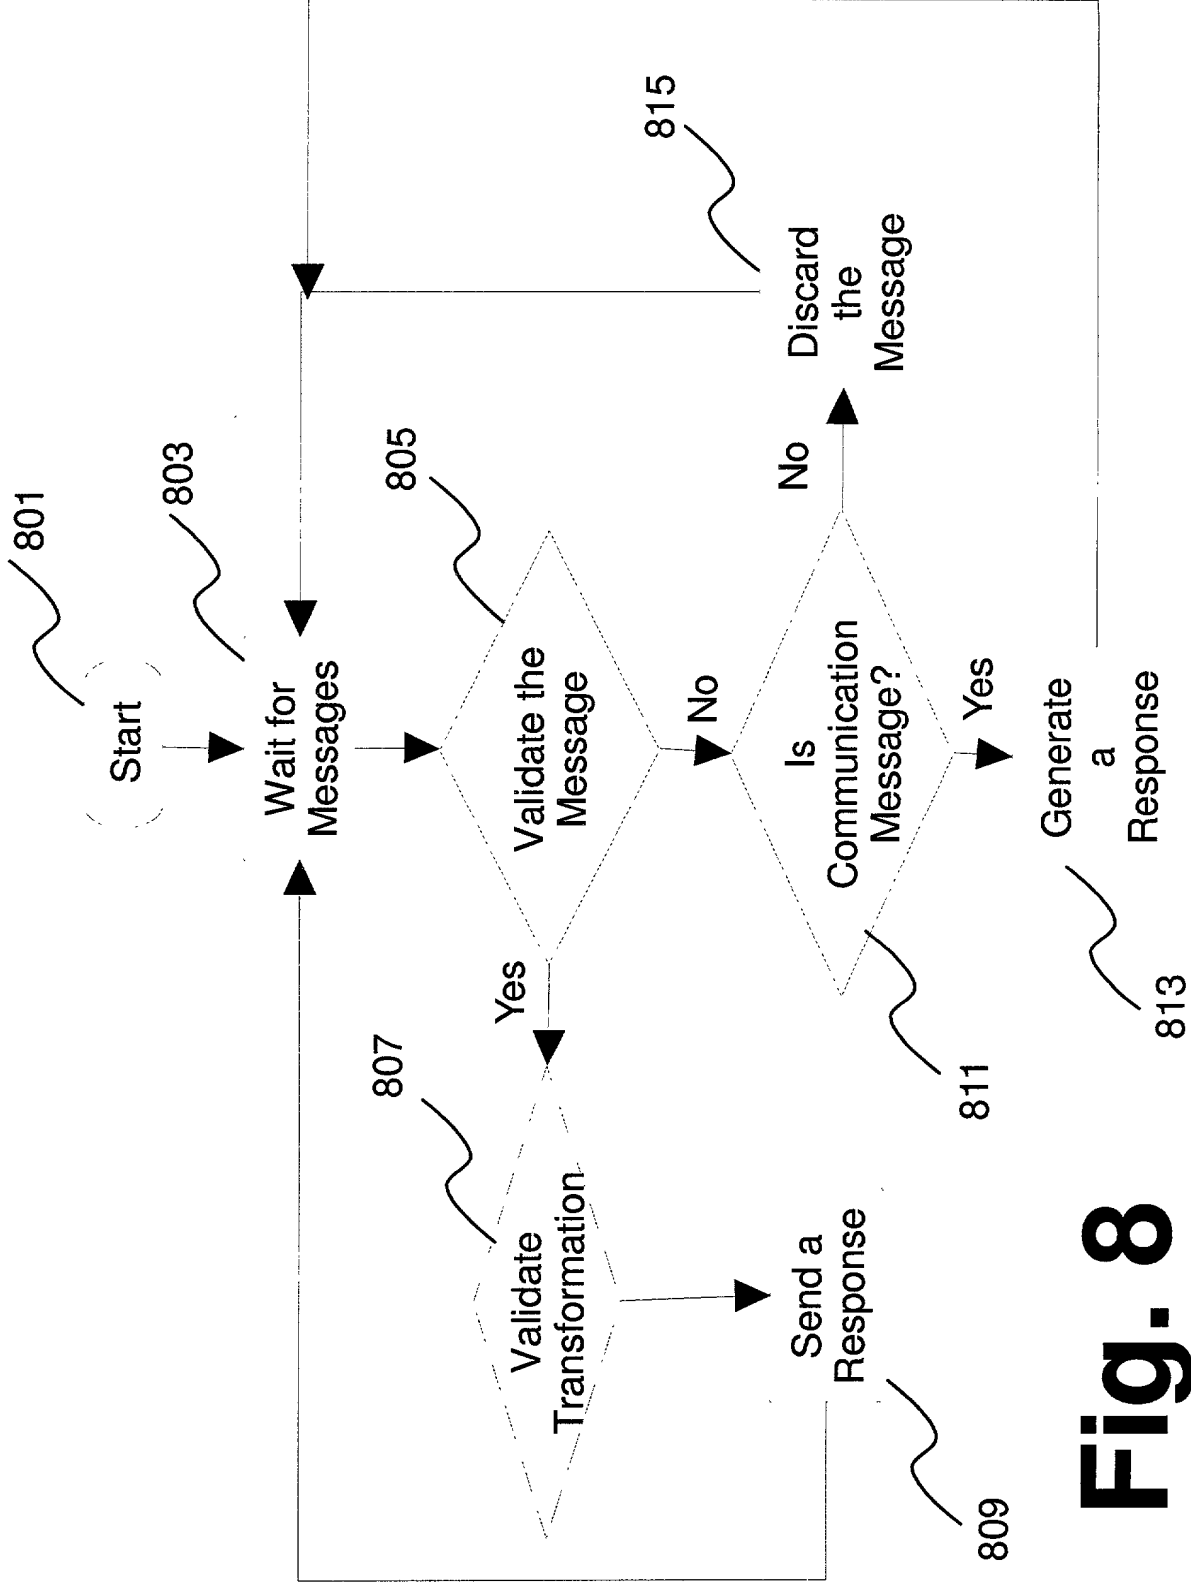 801
Start
803
Wait for
Messages
805
Validate the
Message
Yes
No
807
Validate
Transformation
Send a
Response
809
Is
Communication
Message?
811
No
815
Discard
the
Message
Yes
Generate
a
Response
813
Fig. 8